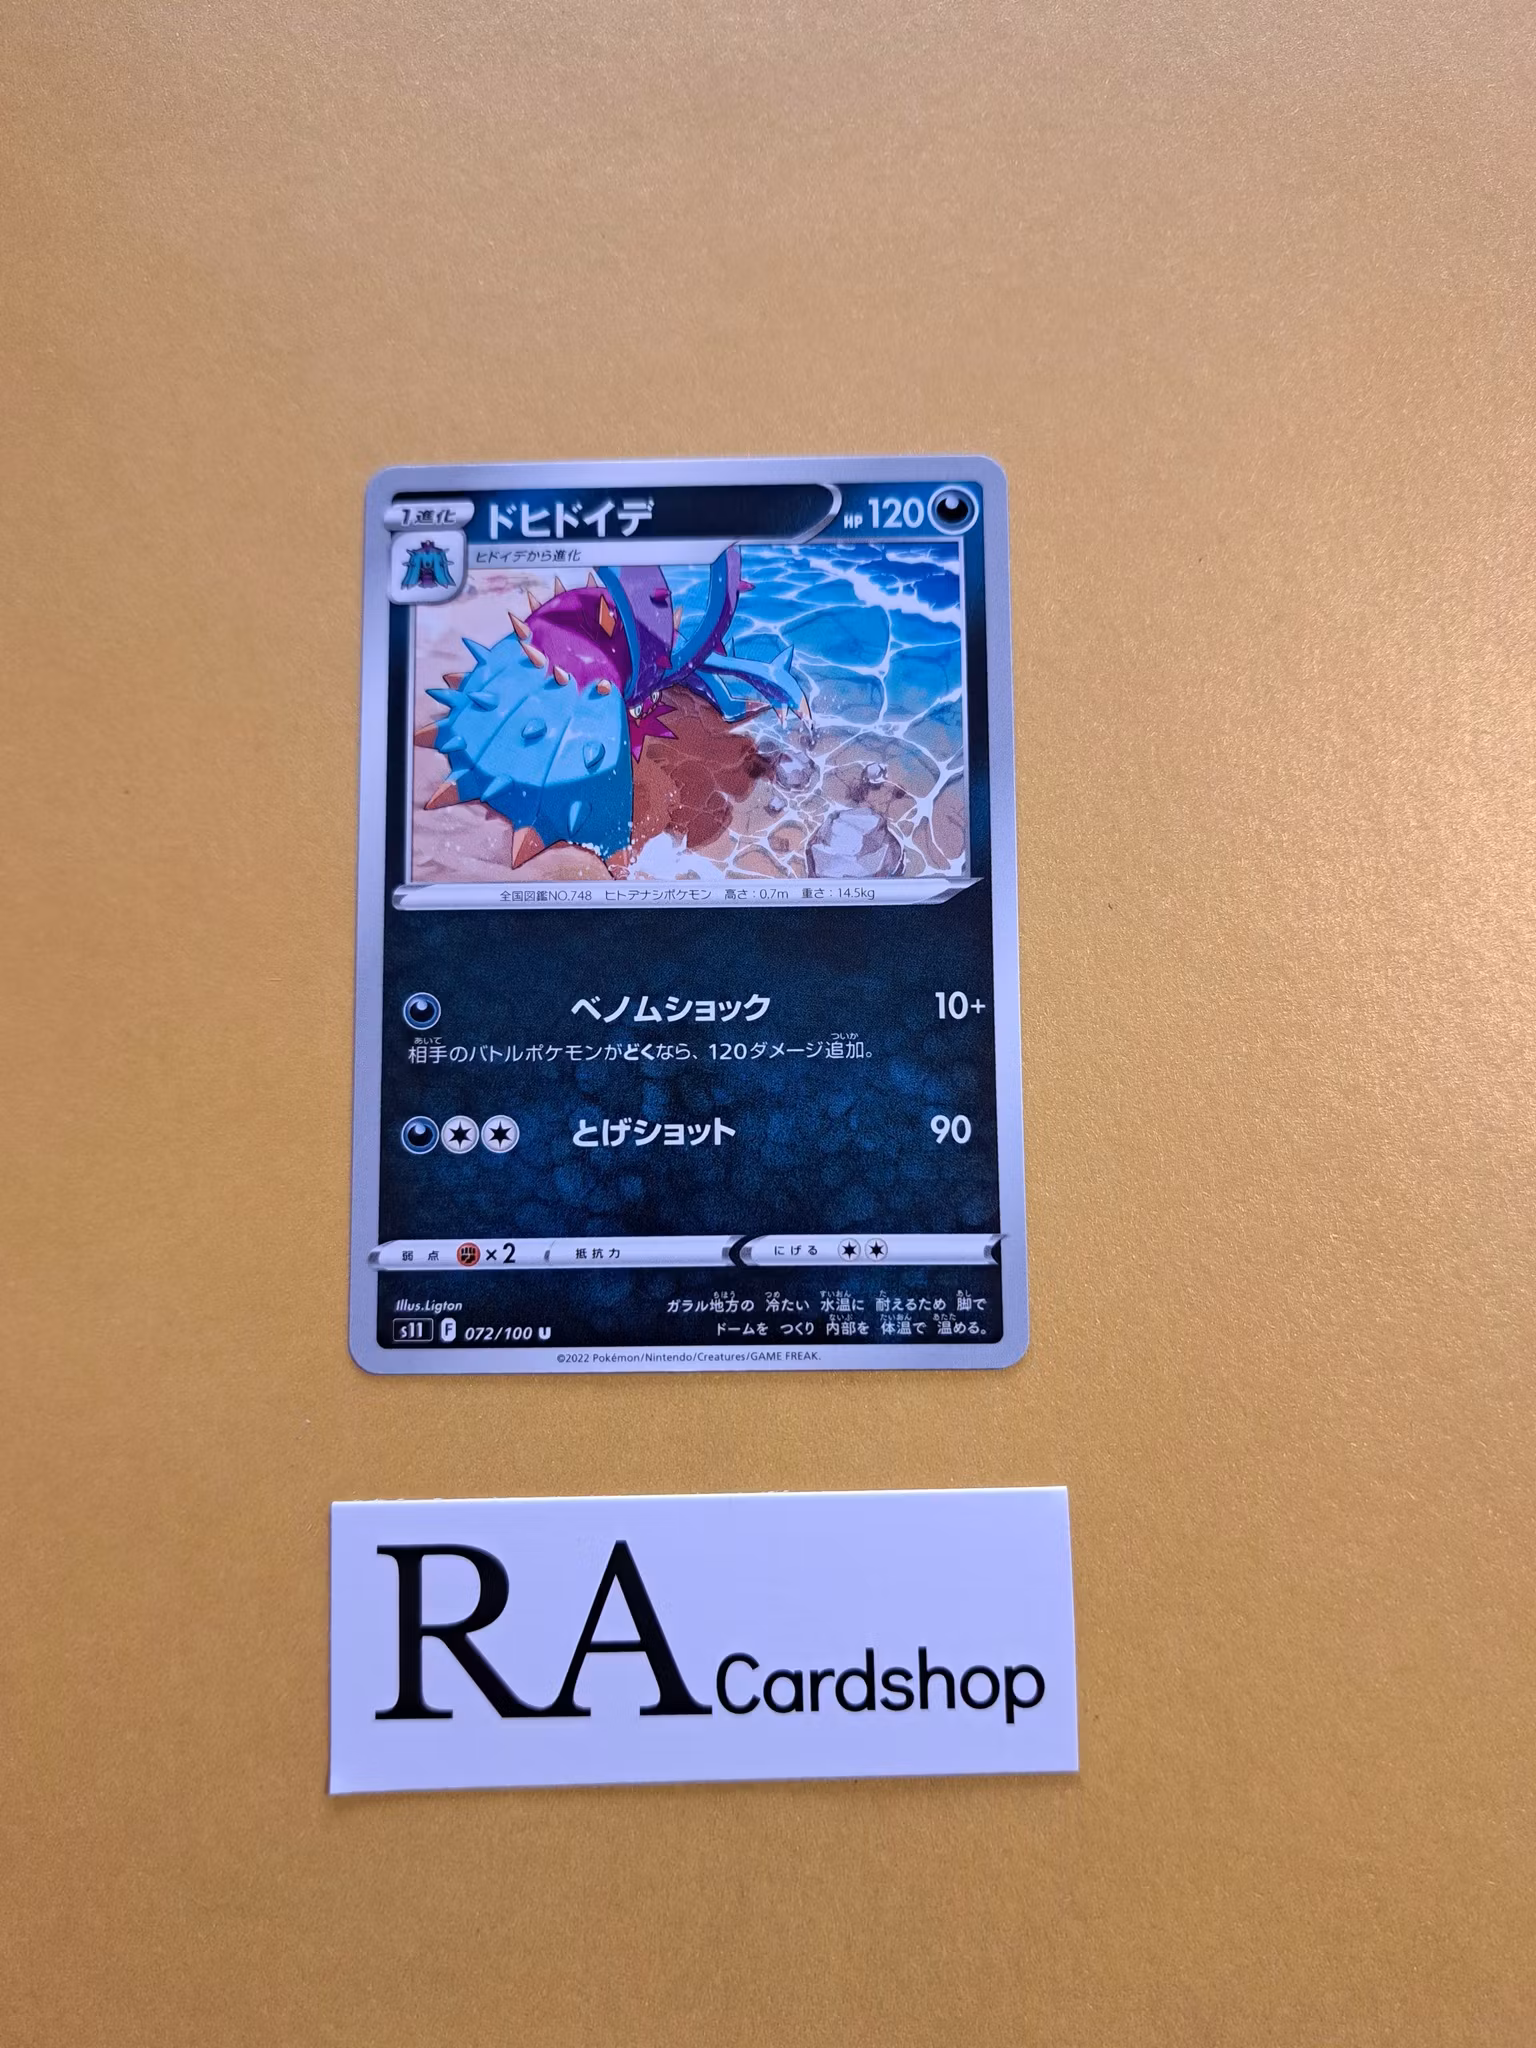 1進化
ドヒドイデ
HP 120
ヒドイデから進化
全国図鑑NO.748 ヒトデナシポケモン 高さ：0.7m 重さ：14.5kg
ベノムショック 10+
相手のバトルポケモンがどくなら、120ダメージ追加。
とげショット 90
弱点 ×2 抵抗力 にげる
Illus.Ligton
ガラル地方の 冷たい 水温に 耐えるため 脚で
ドームを つくり 内部を 体温で 温める。
s11 F 072/100 U
©2022 Pokémon/Nintendo/Creatures/GAME FREAK.
RA Cardshop